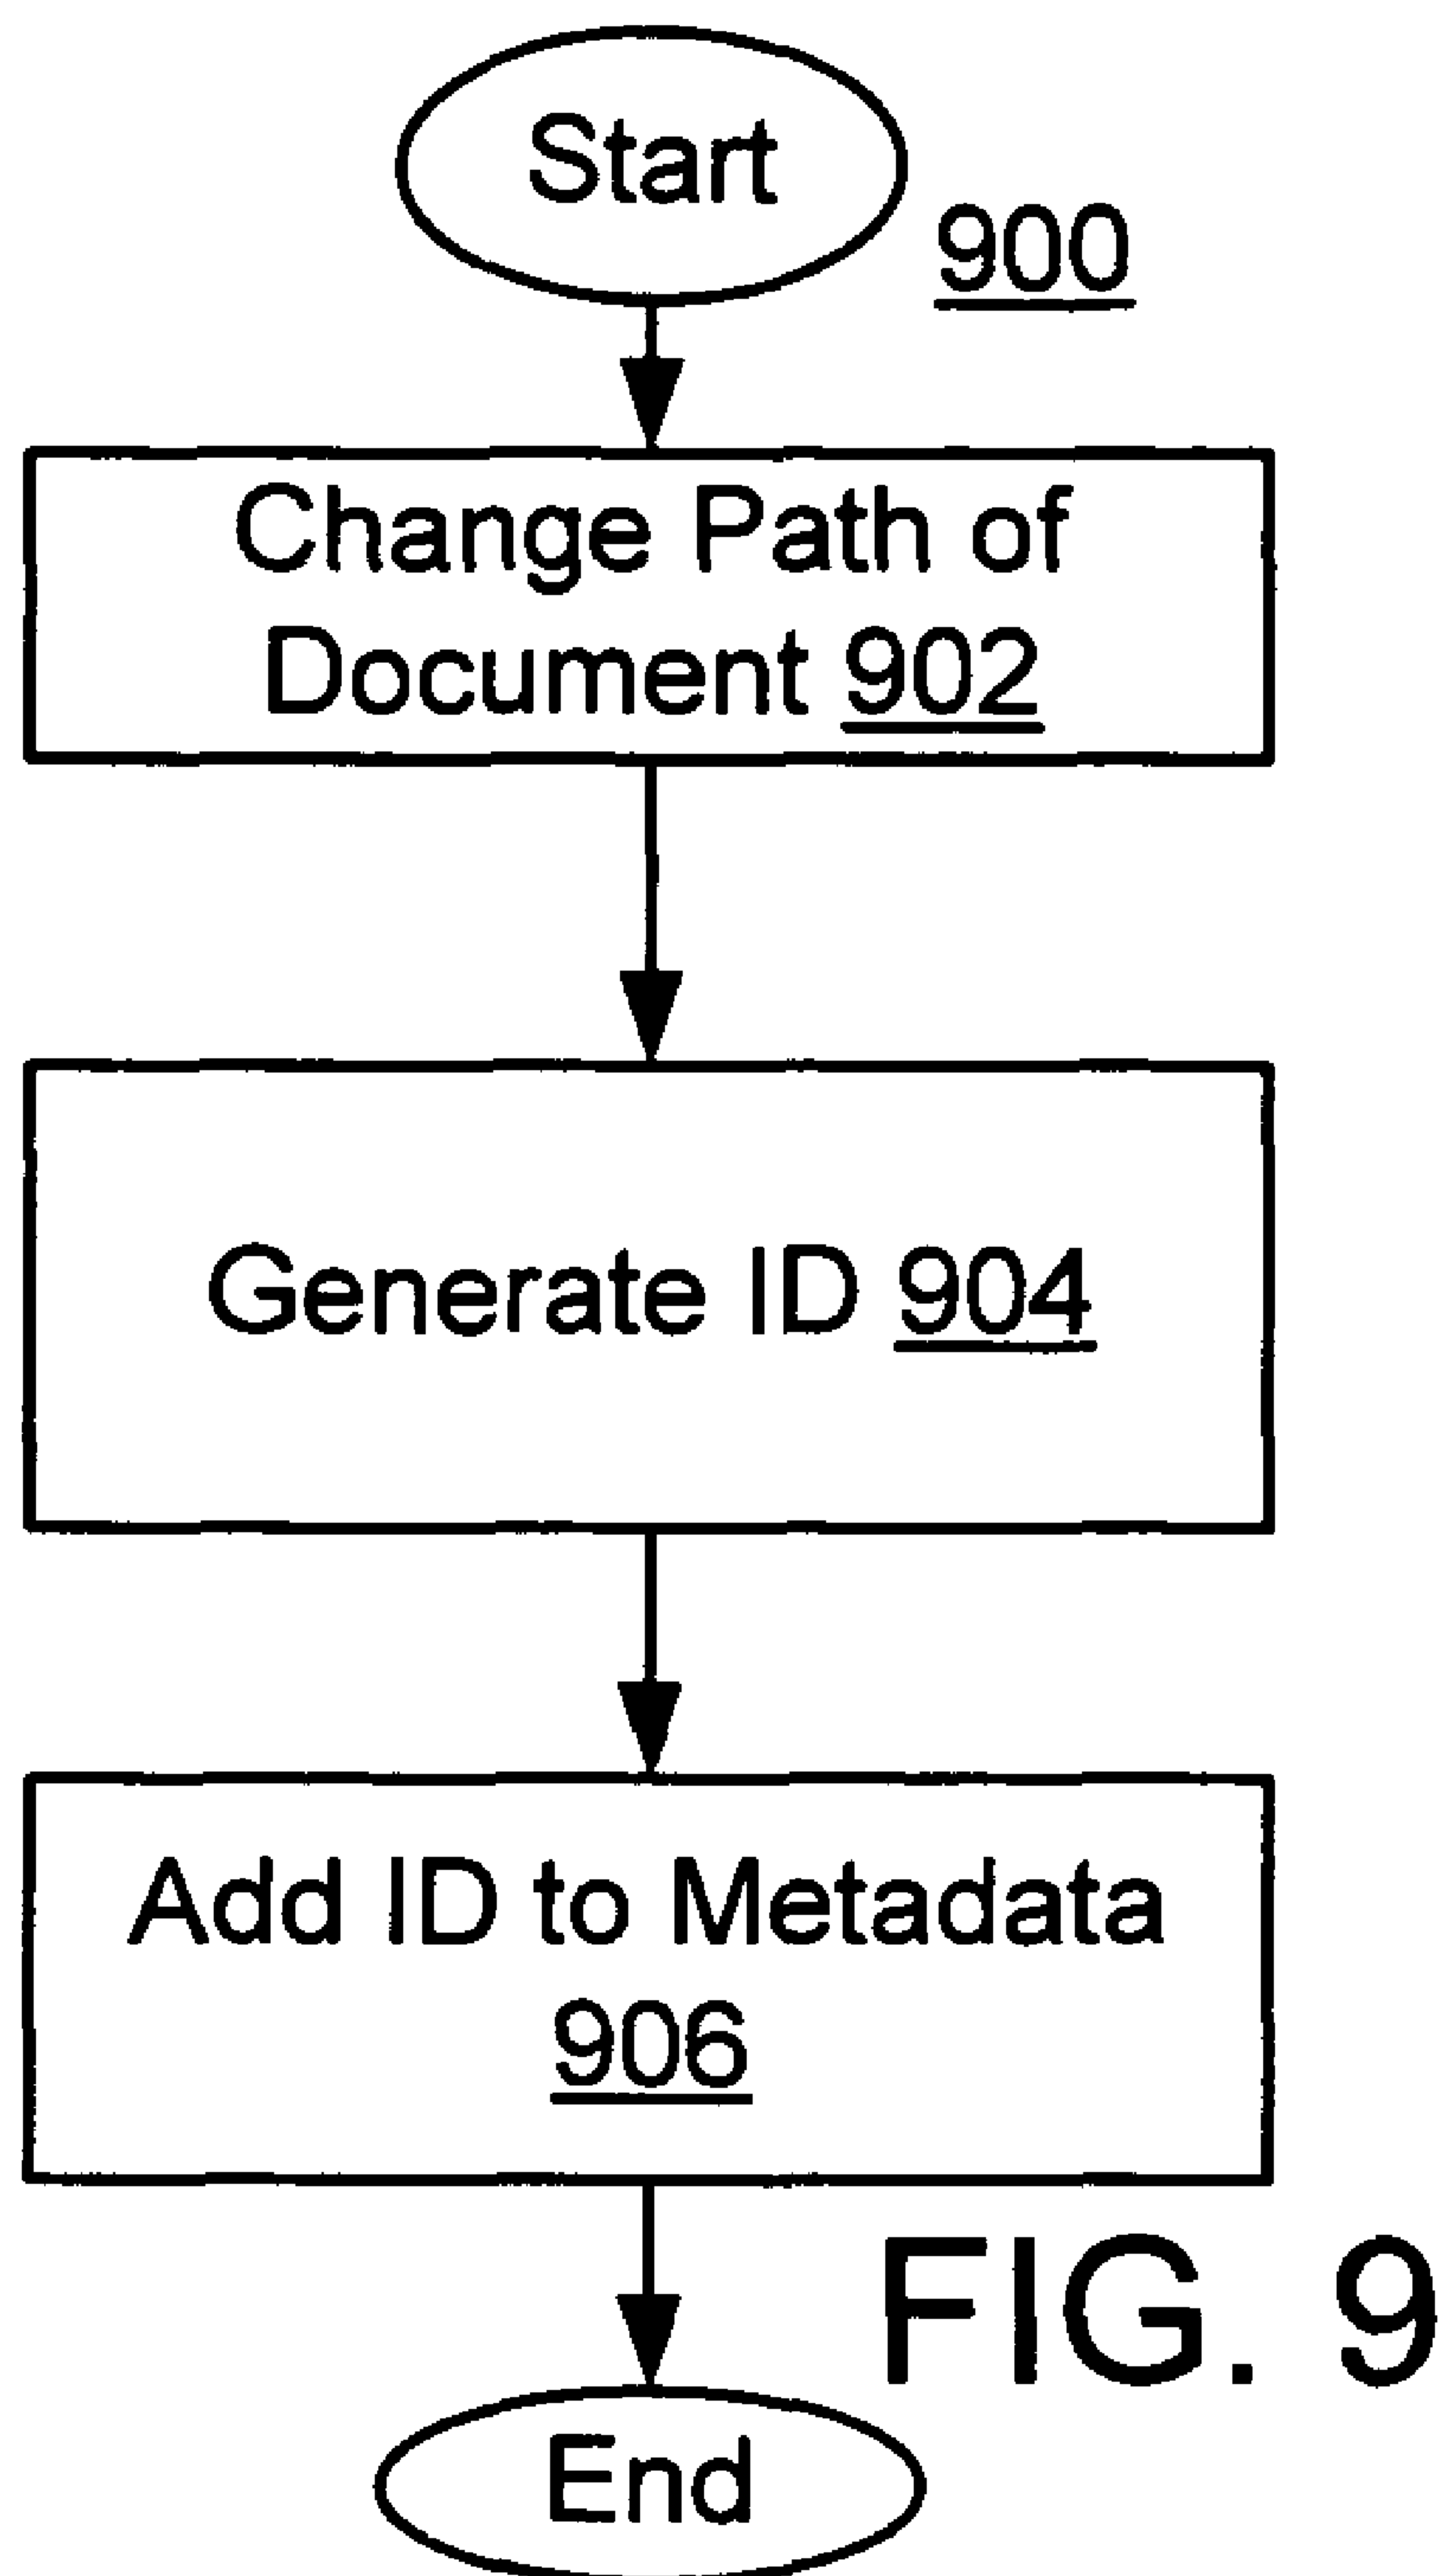 Start
900
Change Path of
Document 902
Generate ID 904
Add ID to Metadata
906
FIG. 9
End